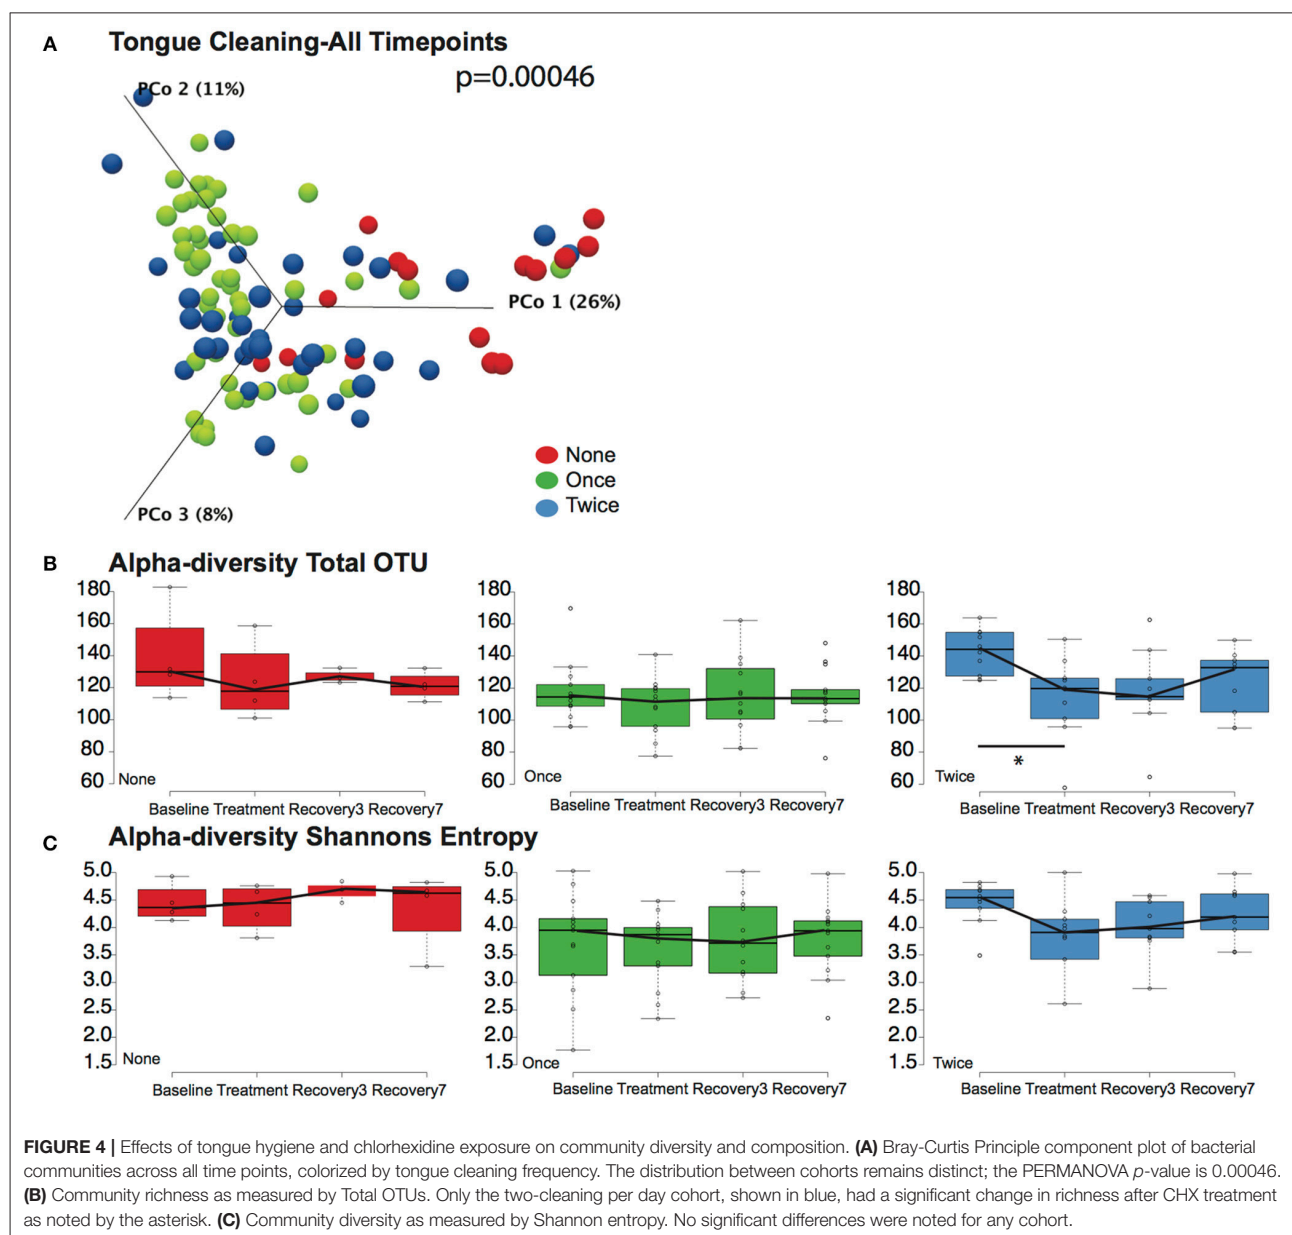 A Tongue Cleaning-All Timepoints
p=0.00046
PCo 2 (11%)
PCo 1 (26%)
PCo 3 (8%)
None
Once
Twice
B Alpha-diversity Total OTU
180 180 180
160 160 160
140 140 140
120 120 120
100 100 100
80 80 80
*
60 60 60
None Once Twice
Baseline Treatment Recovery3 Recovery7 Baseline Treatment Recovery3 Recovery7 Baseline Treatment Recovery3 Recovery7
C Alpha-diversity Shannons Entropy
5.0 5.0 5.0
4.5 4.5 4.5
4.0 4.0 4.0
3.5 3.5 3.5
3.0 3.0 3.0
2.5 2.5 2.5
2.0 2.0 2.0
1.5 1.5 1.5
None Once Twice
Baseline Treatment Recovery3 Recovery7 Baseline Treatment Recovery3 Recovery7 Baseline Treatment Recovery3 Recovery7
FIGURE 4 | Effects of tongue hygiene and chlorhexidine exposure on community diversity and composition. (A) Bray-Curtis Principle component plot of bacterial
communities across all time points, colorized by tongue cleaning frequency. The distribution between cohorts remains distinct; the PERMANOVA p-value is 0.00046.
(B) Community richness as measured by Total OTUs. Only the two-cleaning per day cohort, shown in blue, had a significant change in richness after CHX treatment
as noted by the asterisk. (C) Community diversity as measured by Shannon entropy. No significant differences were noted for any cohort.